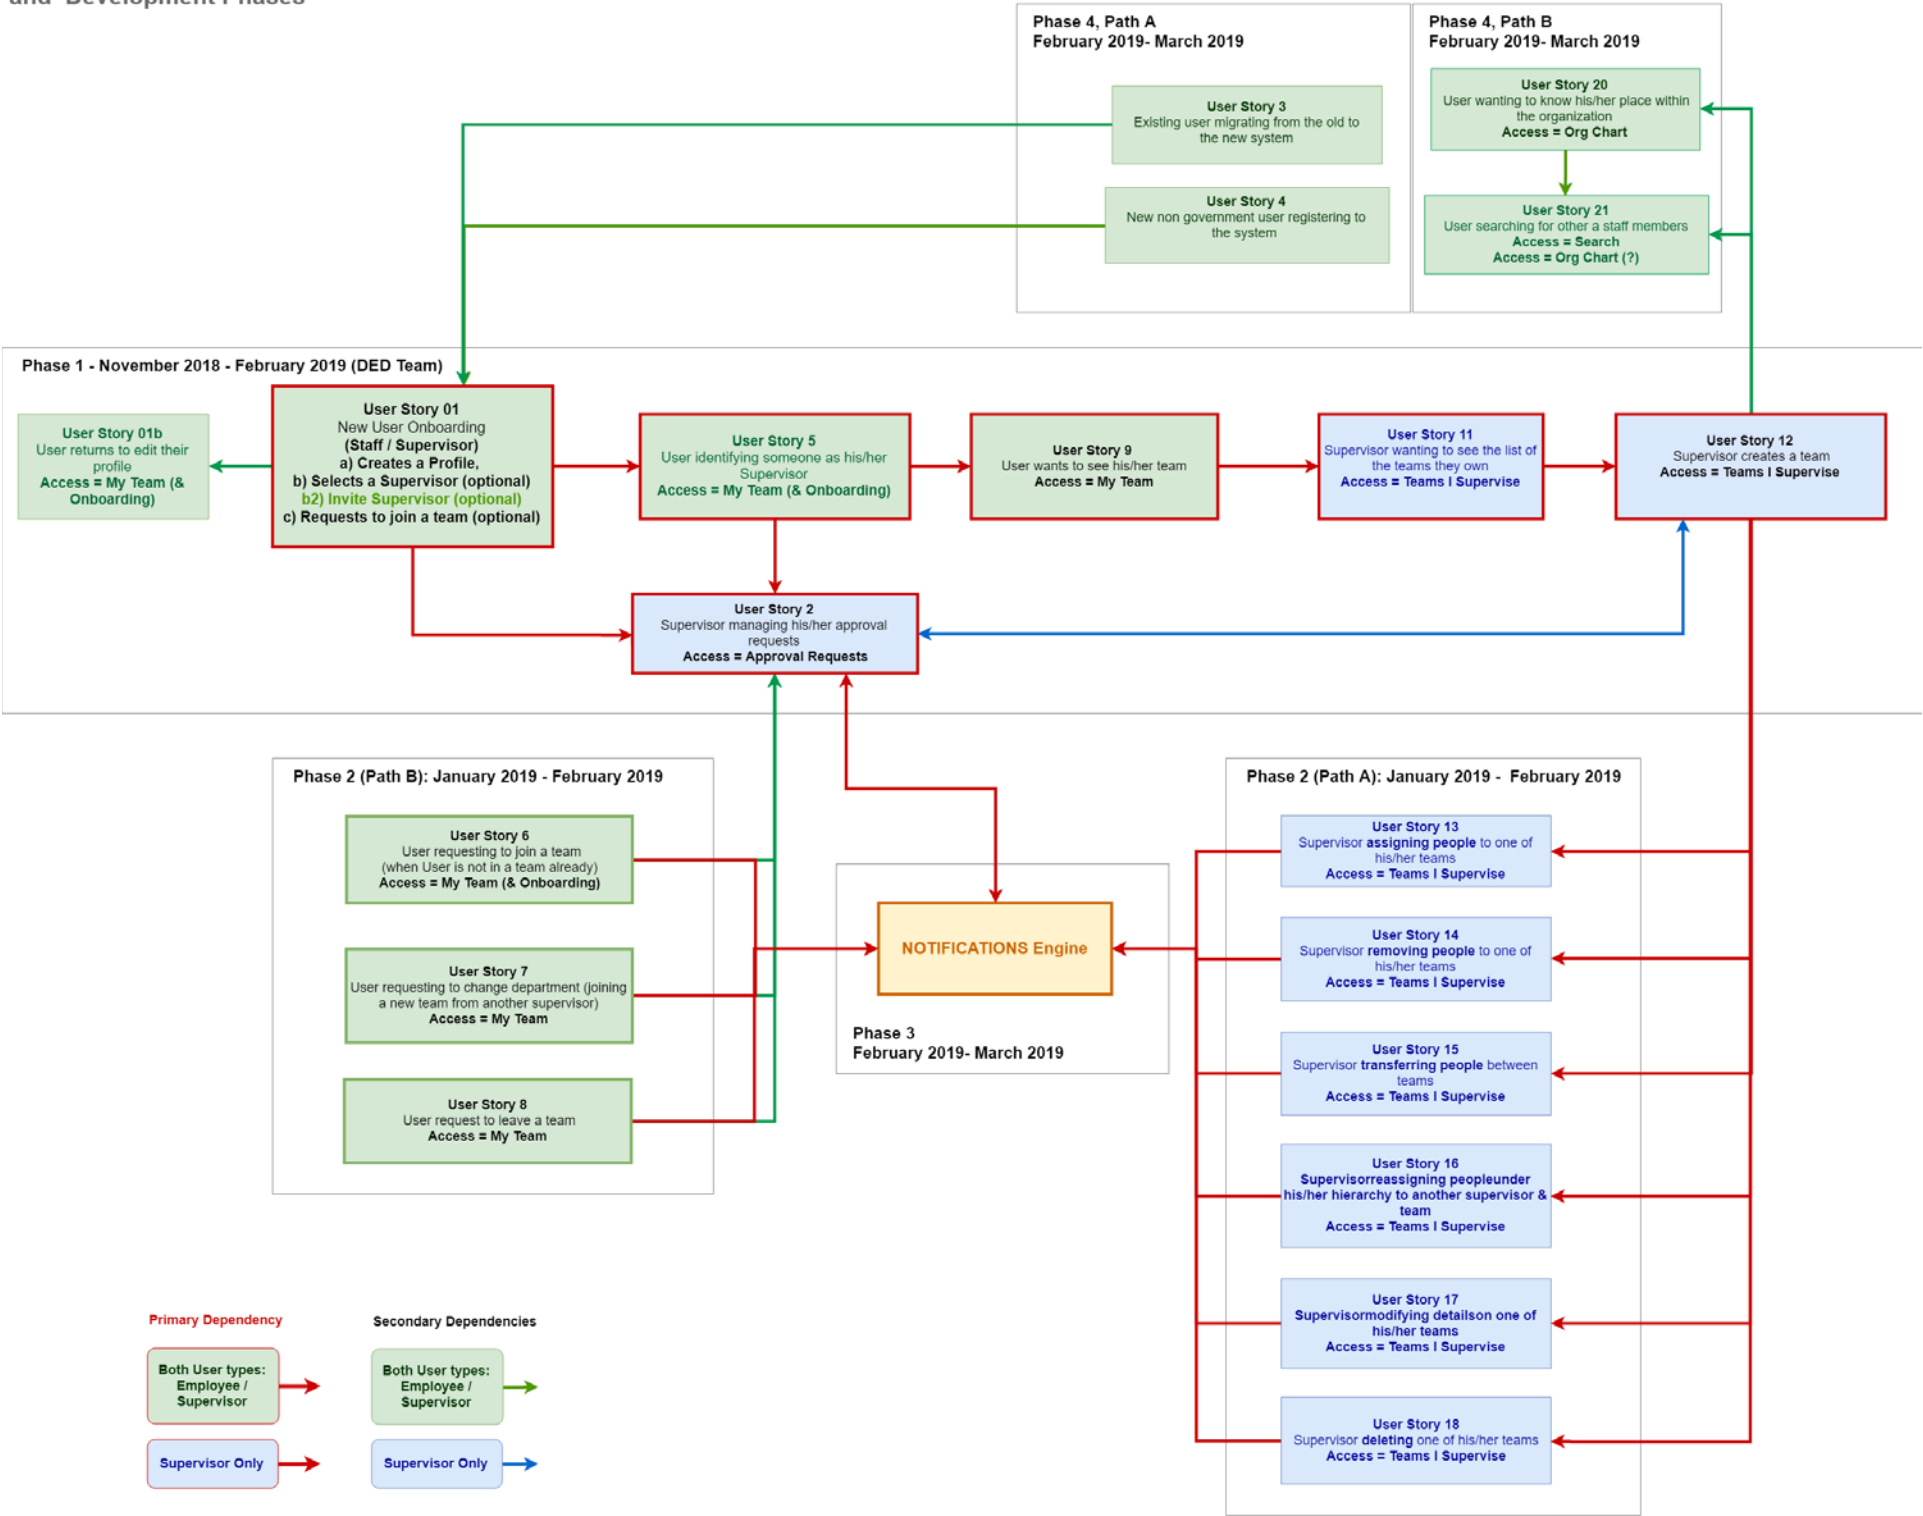 and Development Phases
Phase 4, Path A
February 2019- March 2019
User Story 3
Existing user migrating from the old to
the new system
User Story 4
New non government user registering to
the system
Phase 4, Path B
February 2019- March 2019
User Story 20
User wanting to know his/her place within
the organization
Access = Org Chart
User Story 21
User searching for other a staff members
Access = Search
Access = Org Chart (?)
Phase 1 - November 2018 - February 2019 (DED Team)
User Story 01b
User returns to edit their
profile
Access = My Team (&
Onboarding)
User Story 01
New User Onboarding
(Staff / Supervisor)
a) Creates a Profile,
b) Selects a Supervisor (optional)
b2) Invite Supervisor (optional)
c) Requests to join a team (optional)
User Story 5
User identifying someone as his/her
Supervisor
Access = My Team (& Onboarding)
User Story 9
User wants to see his/her team
Access = My Team
User Story 11
Supervisor wanting to see the list of
the teams they own
Access = Teams I Supervise
User Story 12
Supervisor creates a team
Access = Teams I Supervise
User Story 2
Supervisor managing his/her approval
requests
Access = Approval Requests
Phase 2 (Path B): January 2019 - February 2019
User Story 6
User requesting to join a team
(when User is not in a team already)
Access = My Team (& Onboarding)
User Story 7
User requesting to change department (joining
a new team from another supervisor)
Access = My Team
User Story 8
User request to leave a team
Access = My Team
NOTIFICATIONS Engine
Phase 3
February 2019- March 2019
Phase 2 (Path A): January 2019 - February 2019
User Story 13
Supervisor assigning people to one of
his/her teams
Access = Teams I Supervise
User Story 14
Supervisor removing people to one of
his/her teams
Access = Teams I Supervise
User Story 15
Supervisor transferring people between
teams
Access = Teams I Supervise
User Story 16
Supervisorreassigning peopleunder
his/her hierarchy to another supervisor &
team
Access = Teams I Supervise
User Story 17
Supervisormodifying detailson one of
his/her teams
Access = Teams I Supervise
User Story 18
Supervisor deleting one of his/her teams
Access = Teams I Supervise
Primary Dependency
Both User types:
Employee /
Supervisor
Supervisor Only
Secondary Dependencies
Both User types:
Employee /
Supervisor
Supervisor Only